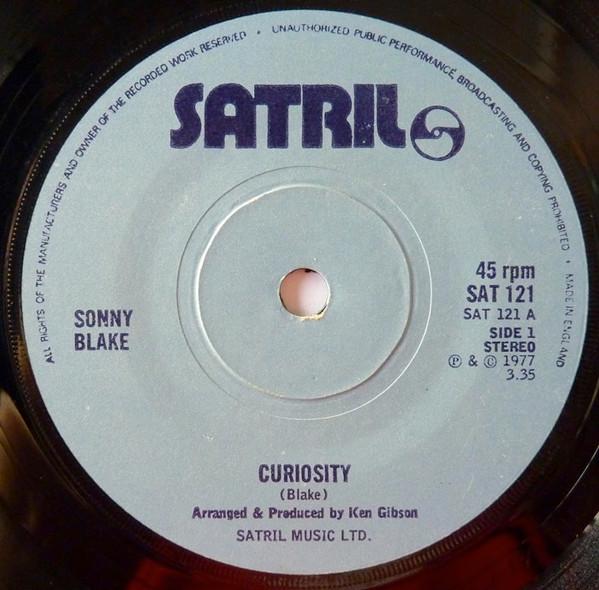 ALL RIGHTS OF THE MANUFACTURERS AND OWNER OF THE RECORDED WORK RESERVED • UNAUTHORIZED PUBLIC PERFORMANCE, BROADCASTING AND COPYING PROHIBITED • MADE IN ENGLAND
SATRIL
45 rpm
SAT 121
SAT 121 A
SIDE 1
STEREO
℗ & © 1977
3.35
SONNY
BLAKE
CURIOSITY
(Blake)
Arranged & Produced by Ken Gibson
SATRIL MUSIC LTD.